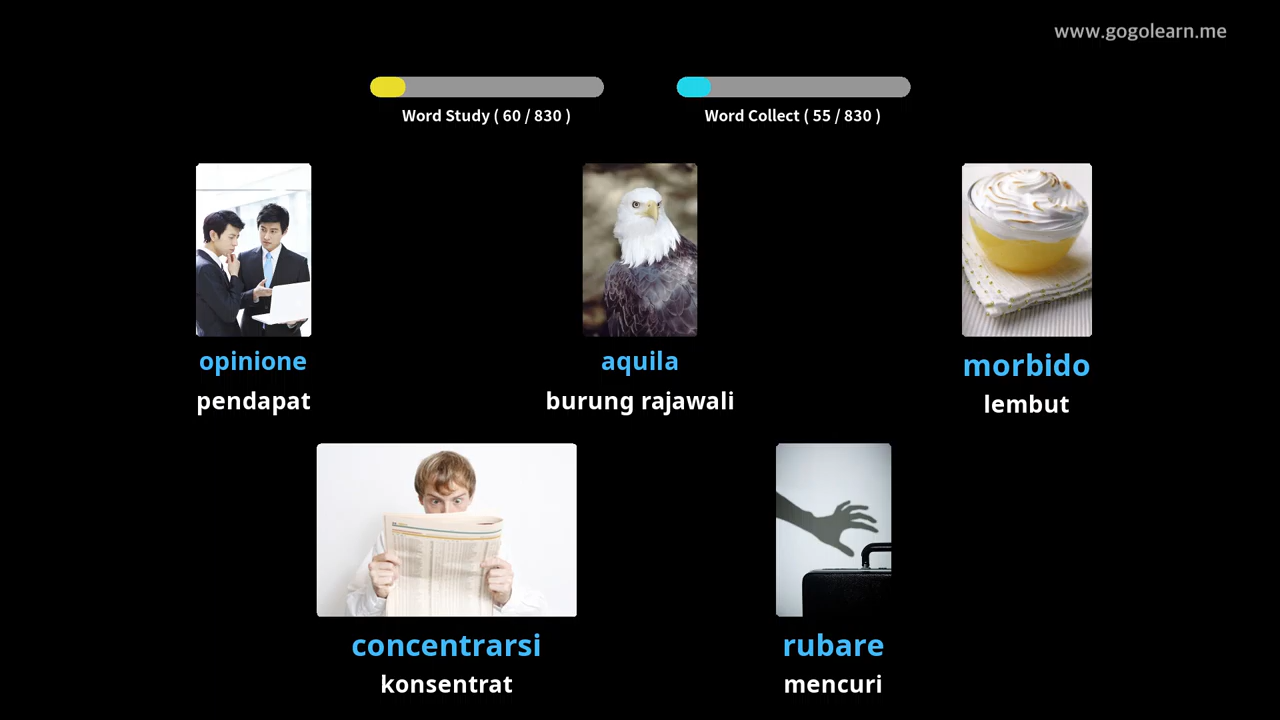 www.gogolearn.me
Word Study ( 60 / 830 )
Word Collect ( 55 / 830 )
opinione
pendapat
aquila
burung rajawali
morbido
lembut
concentrarsi
konsentrat
rubare
mencuri